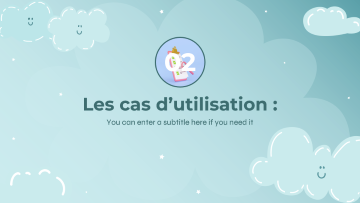 02
Les cas d’utilisation :
You can enter a subtitle here if you need it